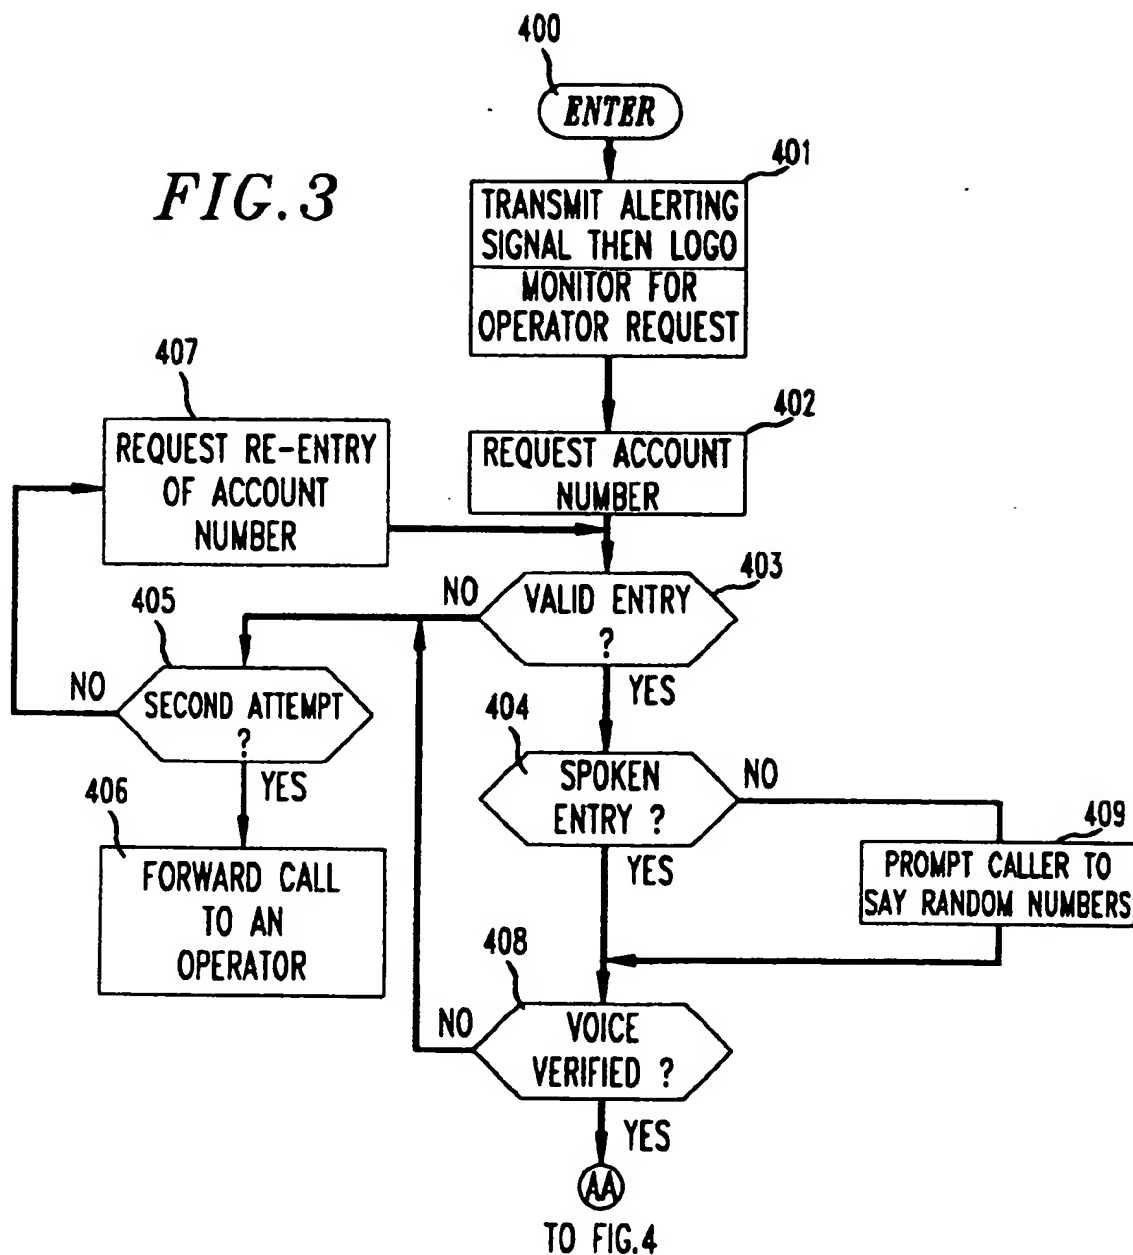 400
ENTER
FIG.3
401
TRANSMIT ALERTING
SIGNAL THEN LOGO
MONITOR FOR
OPERATOR REQUEST
407
REQUEST RE-ENTRY
OF ACCOUNT
NUMBER
402
REQUEST ACCOUNT
NUMBER
403
VALID ENTRY
?
NO
YES
405
SECOND ATTEMPT
?
NO
YES
406
FORWARD CALL
TO AN
OPERATOR
404
SPOKEN
ENTRY ?
NO
YES
409
PROMPT CALLER TO
SAY RANDOM NUMBERS
408
VOICE
VERIFIED ?
NO
YES
AA
TO FIG.4